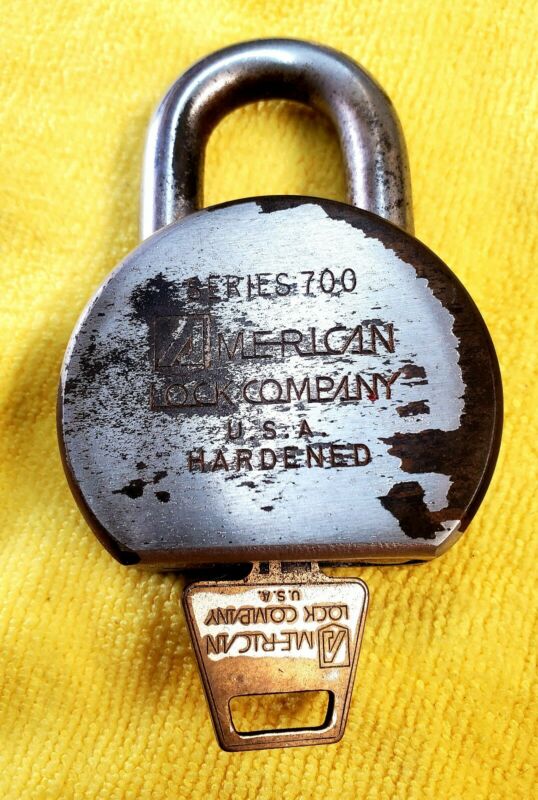 SERIES 700
AMERICAN
LOCK COMPANY
U.S.A.
HARDENED
AMERICAN
LOCK COMPANY
U.S.A.